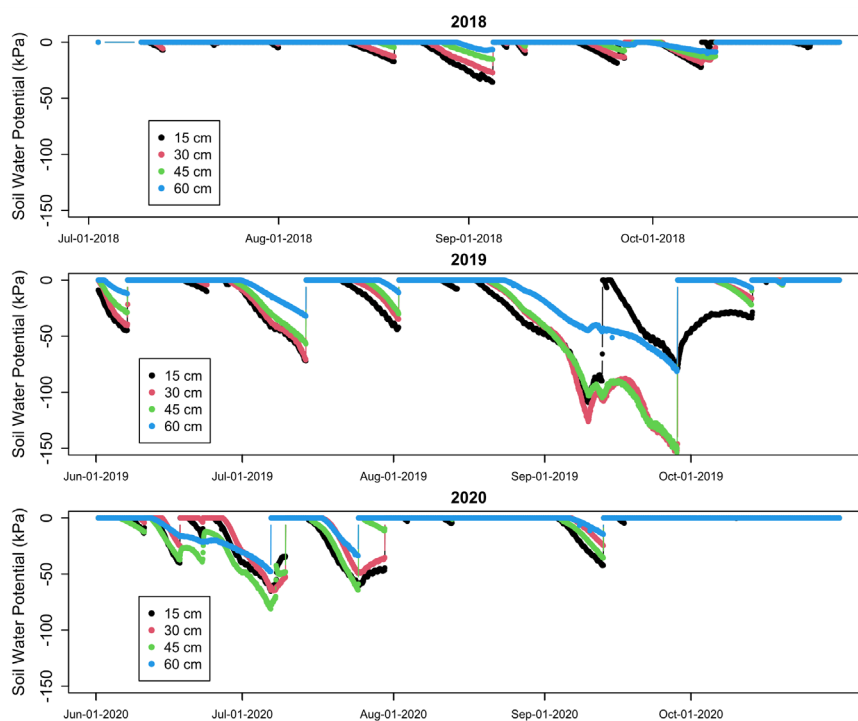 2018
Soil Water Potential (kPa)
0
-50
-100
-150
15 cm
30 cm
45 cm
60 cm
Jul-01-2018
Aug-01-2018
Sep-01-2018
Oct-01-2018
2019
Soil Water Potential (kPa)
0
-50
-100
-150
15 cm
30 cm
45 cm
60 cm
Jun-01-2019
Jul-01-2019
Aug-01-2019
Sep-01-2019
Oct-01-2019
2020
Soil Water Potential (kPa)
0
-50
-100
-150
15 cm
30 cm
45 cm
60 cm
Jun-01-2020
Jul-01-2020
Aug-01-2020
Sep-01-2020
Oct-01-2020